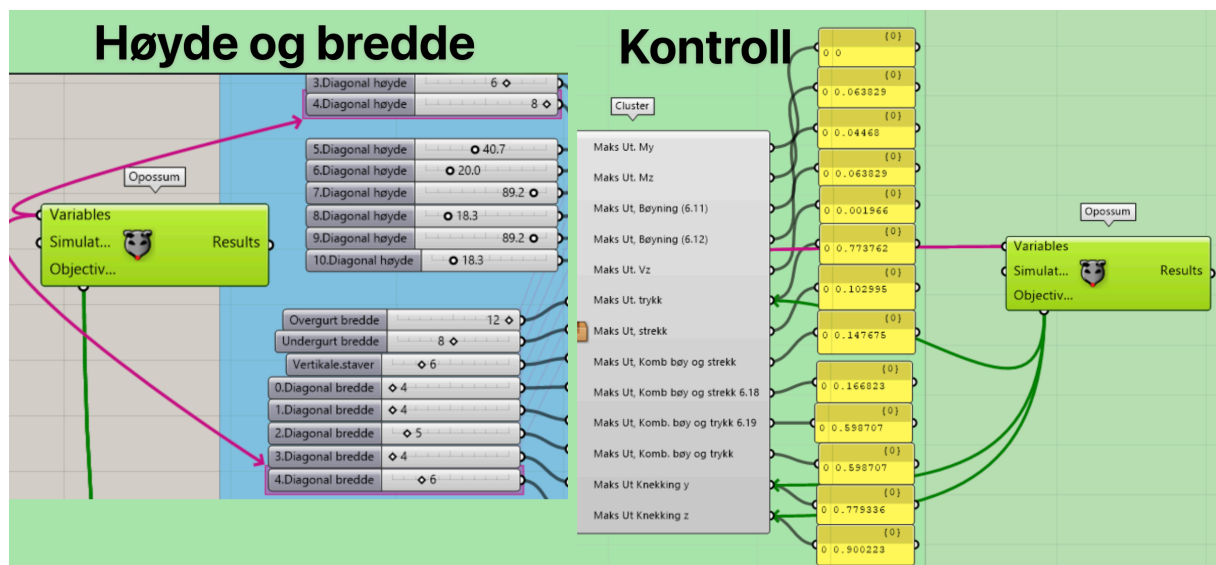 Høyde og bredde
3.Diagonal høyde 6
4.Diagonal høyde 8
5.Diagonal høyde 40.7
6.Diagonal høyde 20.0
7.Diagonal høyde 89.2
8.Diagonal høyde 18.3
9.Diagonal høyde 89.2
10.Diagonal høyde 18.3
Opossum
Variables
Simulat... Results
Objectiv...
Overgurt bredde 12
Undergurt bredde 8
Vertikale.staver 6
0.Diagonal bredde 4
1.Diagonal bredde 4
2.Diagonal bredde 5
3.Diagonal bredde 4
4.Diagonal bredde 6
Kontroll
Cluster
Maks Ut. My
Maks Ut. Mz
Maks Ut, Bøyning (6.11)
Maks Ut, Bøyning (6.12)
Maks Ut. Vz
Maks Ut. trykk
Maks Ut, strekk
Maks Ut, Komb bøy og strekk
Maks Ut, Komb bøy og strekk 6.18
Maks Ut, Komb. bøy og trykk 6.19
Maks Ut, Komb. bøy og trykk
Maks Ut Knekking y
Maks Ut Knekking z
{0}
0 0
{0}
0 0.063829
{0}
0 0.04468
{0}
0 0.063829
{0}
0 0.001966
{0}
0 0.773762
{0}
0 0.102995
{0}
0 0.147675
{0}
0 0.166823
{0}
0 0.598707
{0}
0 0.598707
{0}
0 0.779336
{0}
0 0.900223
Opossum
Variables
Simulat... Results
Objectiv...